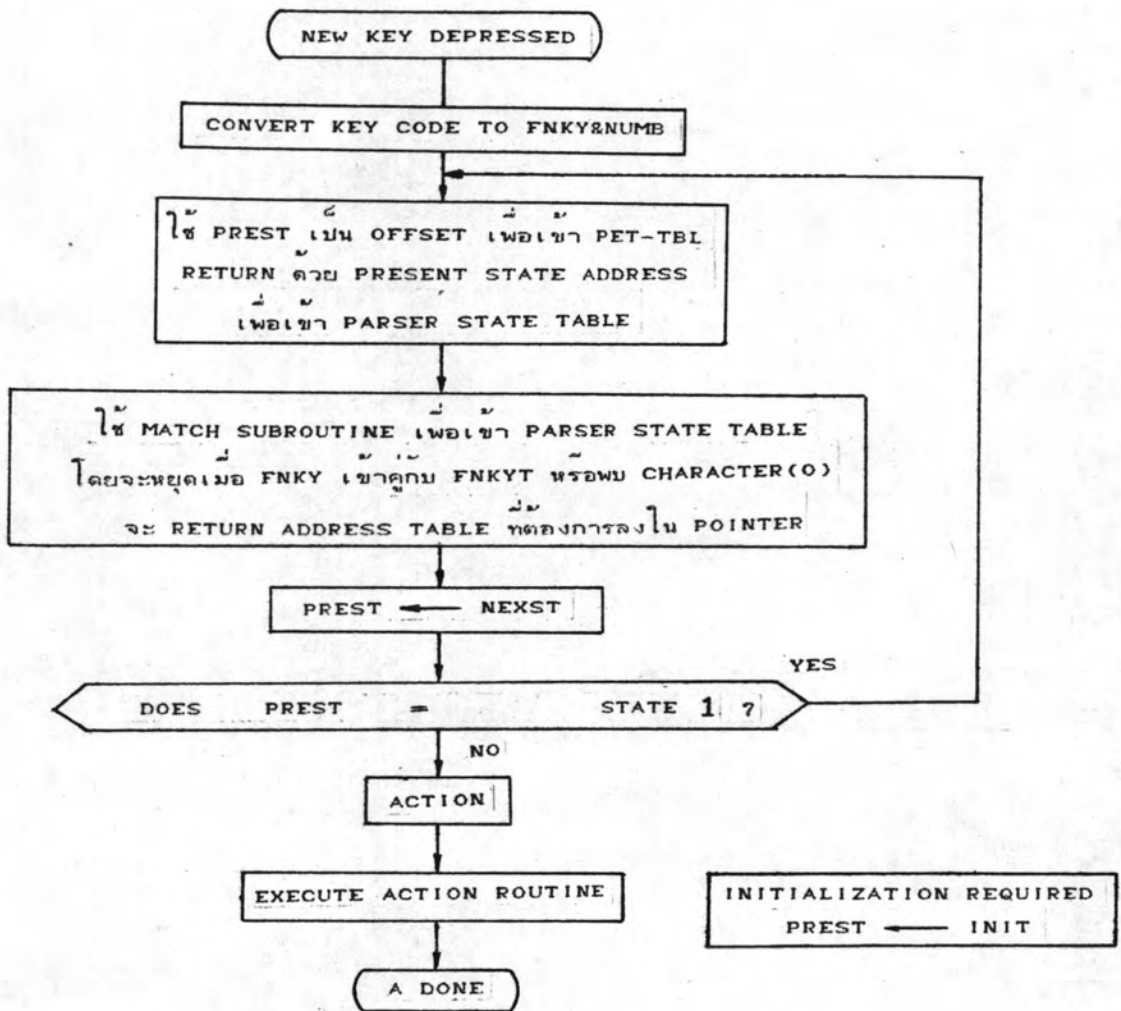 NEW KEY DEPRESSED
CONVERT KEY CODE TO FNKY&NUMB
ใช้ PREST เป็น OFFSET เพื่อเข้า PET-TBL
RETURN ด้วย PRESENT STATE ADDRESS
เพื่อเข้า PARSER STATE TABLE
ใช้ MATCH SUBROUTINE เพื่อเข้า PARSER STATE TABLE
โดยจะหยุดเมื่อ FNKY เข้าคู่กับ FNKYT หรือพบ CHARACTER(0)
จะ RETURN ADDRESS TABLE ที่ต้องการลงใน POINTER
PREST ← NEXST
YES
DOES PREST = STATE 1 ?
NO
ACTION
EXECUTE ACTION ROUTINE
INITIALIZATION REQUIRED
PREST ← INIT
A DONE